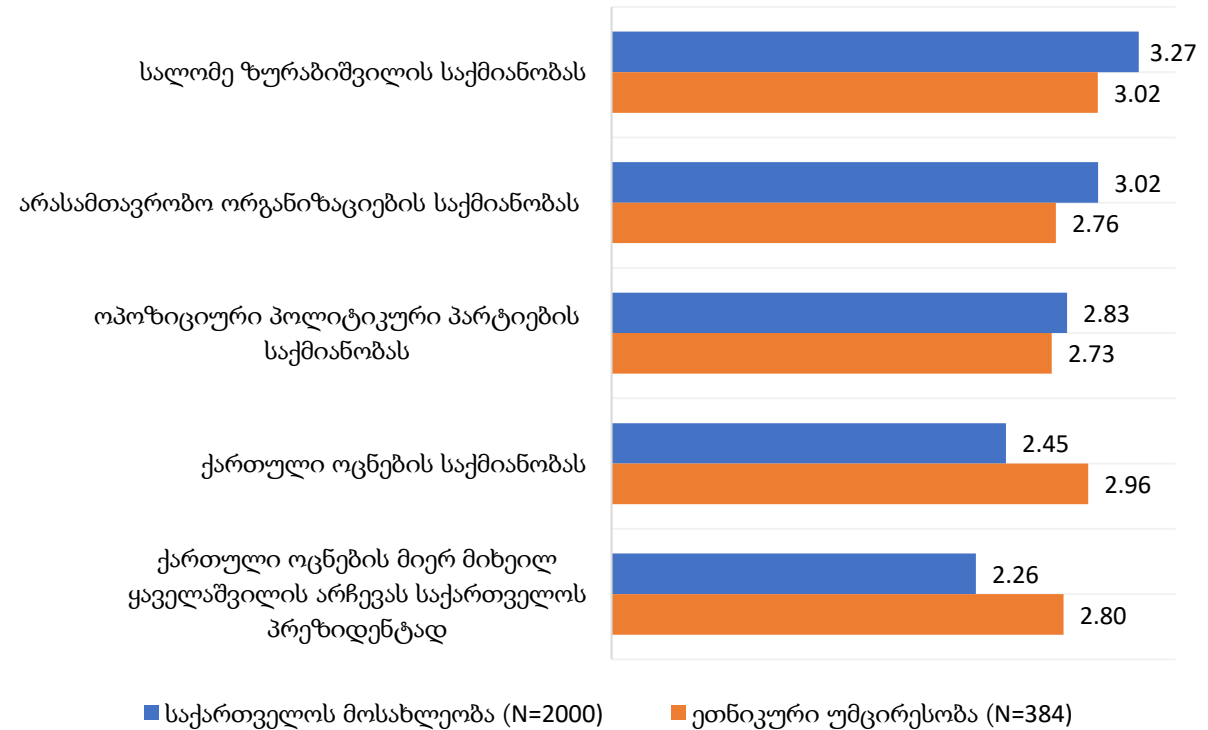 სალომე ზურაბიშვილის საქმიანობას
3.27
3.02
არასამთავრობო ორგანიზაციების საქმიანობას
3.02
2.76
ოპოზიციური პოლიტიკური პარტიების
საქმიანობას
2.83
2.73
ქართული ოცნების საქმიანობას
2.45
2.96
ქართული ოცნების მიერ მიხეილ
ყაველაშვილის არჩევას საქართველოს
პრეზიდენტად
2.26
2.80
საქართველოს მოსახლეობა (N=2000)
ეთნიკური უმცირესობა (N=384)